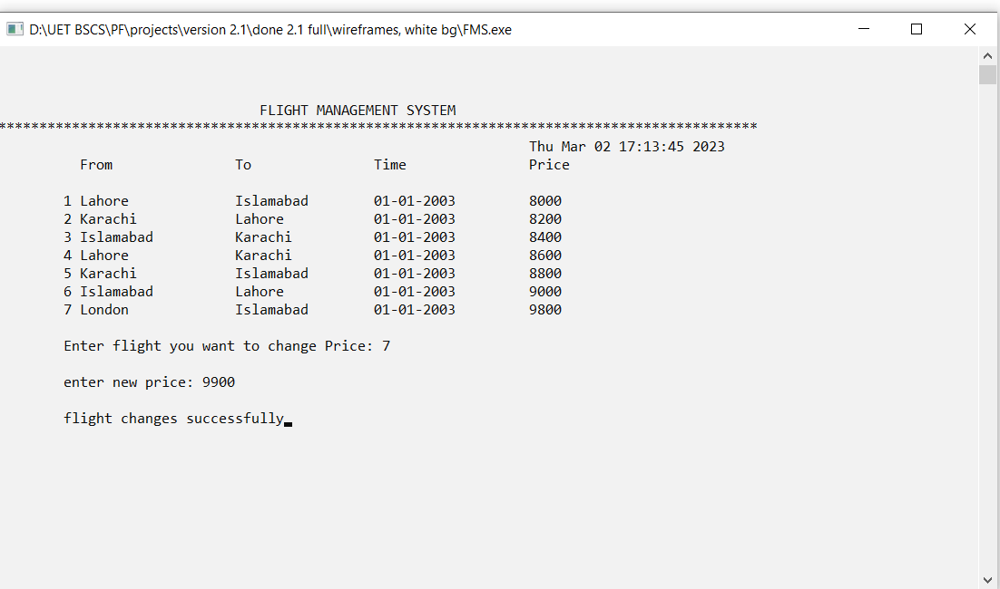 D:\UET BSCS\PF\projects\version 2.1\done 2.1 full\wireframes, white bg\FMS.exe
FLIGHT MANAGEMENT SYSTEM
*********************************************************************************************
Thu Mar 02 17:13:45 2023
From To Time Price
1 Lahore Islamabad 01-01-2003 8000
2 Karachi Lahore 01-01-2003 8200
3 Islamabad Karachi 01-01-2003 8400
4 Lahore Karachi 01-01-2003 8600
5 Karachi Islamabad 01-01-2003 8800
6 Islamabad Lahore 01-01-2003 9000
7 London Islamabad 01-01-2003 9800
Enter flight you want to change Price: 7
enter new price: 9900
flight changes successfully